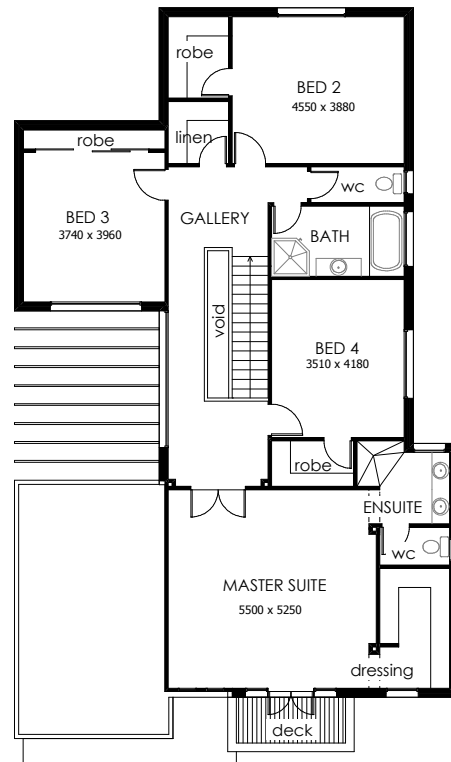 robe
BED 2
4550 x 3880
linen
robe
WC
BED 3
3740 x 3960
GALLERY
BATH
void
BED 4
3510 x 4180
robe
ENSUITE
WC
MASTER SUITE
5500 x 5250
dressing
deck